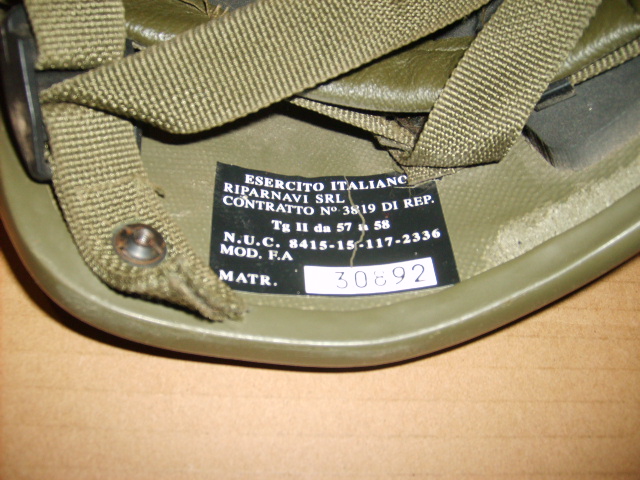 ESERCITO ITALIANO
RIPARNAVI SRL
CONTRATTO Nº 3819 DI REP.
Tg II da 57 a 58
N.U.C. 8415-15-117-2336
MOD. F.A
MATR. 30892